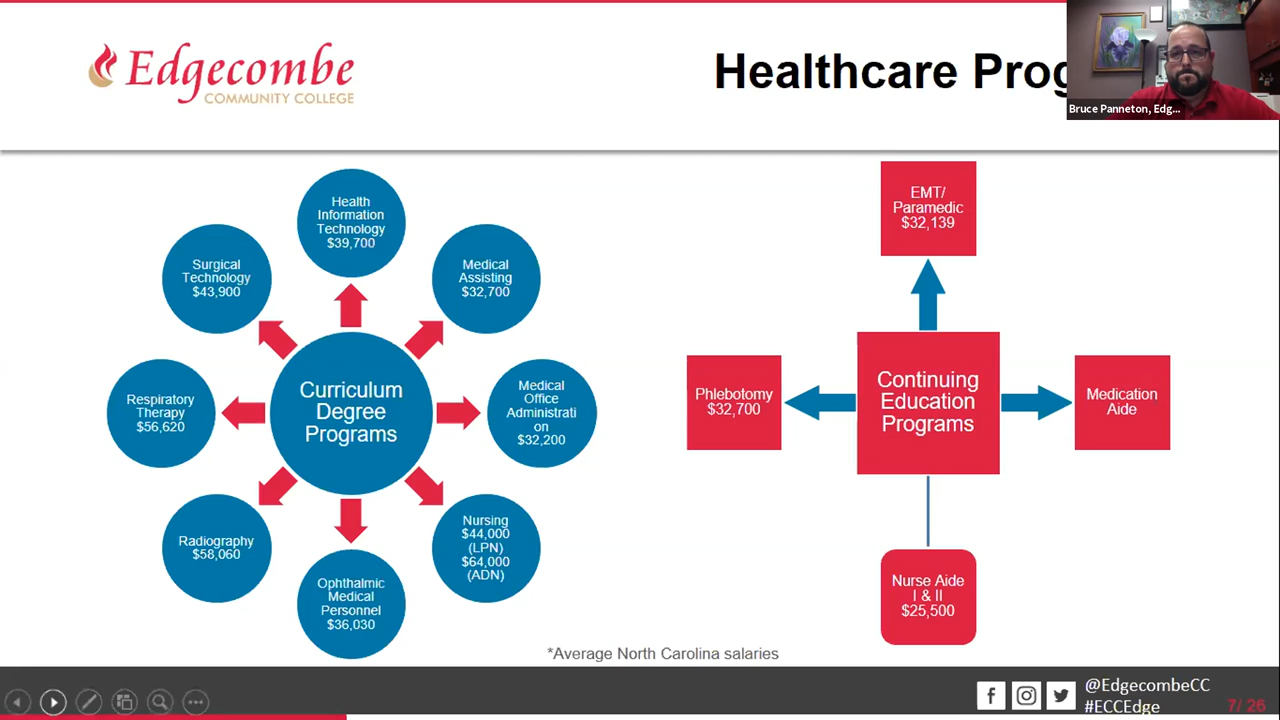 Edgecombe
COMMUNITY COLLEGE
Healthcare Prog
Bruce Panneton, Edg...
Health
Information
Technology
$39,700
Medical
Assisting
$32,700
Medical
Office
Administrati
on
$32,200
Nursing
$44,000
(LPN)
$64,000
(ADN)
Ophthalmic
Medical
Personnel
$36,030
Radiography
$58,060
Respiratory
Therapy
$56,620
Surgical
Technology
$43,900
Curriculum
Degree
Programs
EMT/
Paramedic
$32,139
Phlebotomy
$32,700
Continuing
Education
Programs
Medication
Aide
Nurse Aide
I & II
$25,500
*Average North Carolina salaries
@EdgecombeCC
#ECCEdge
7/ 26